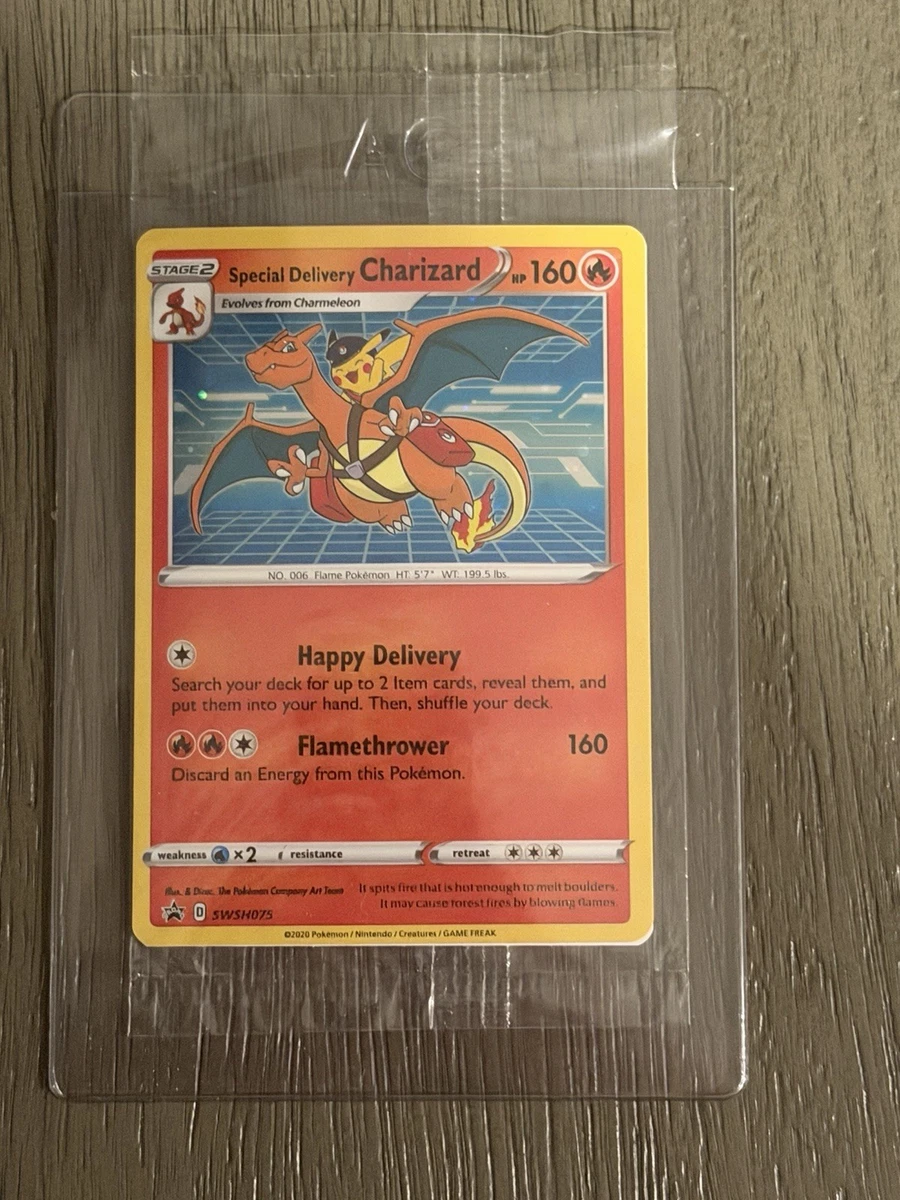 AG
STAGE2
Special Delivery Charizard
HP 160
Evolves from Charmeleon
NO. 006 Flame Pokémon HT: 5'7" WT: 199.5 lbs.
Happy Delivery
Search your deck for up to 2 Item cards, reveal them, and
put them into your hand. Then, shuffle your deck.
Flamethrower 160
Discard an Energy from this Pokémon.
weakness ×2 resistance retreat
Illus. & Direc. The Pokémon Company Art Team
It spits fire that is hot enough to melt boulders.
It may cause forest fires by blowing flames.
D SWSH075
©2020 Pokémon / Nintendo / Creatures / GAME FREAK